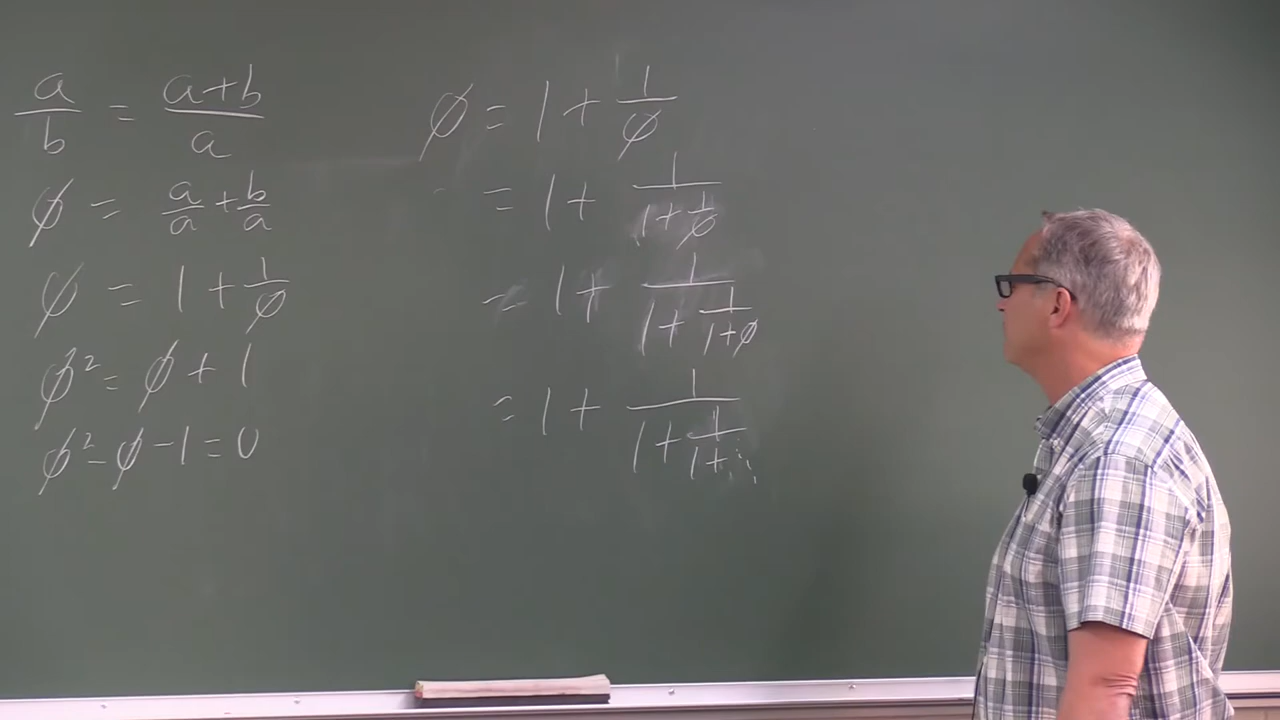 a/b = (a+b)/a
φ = a/a + b/a
φ = 1 + 1/φ
φ² = φ + 1
φ² - φ - 1 = 0
φ = 1 + 1/φ
= 1 + 1/(1 + 1/φ)
= 1 + 1/(1 + 1/(1+φ))
= 1 + 1/(1 + 1/(1+⋱))